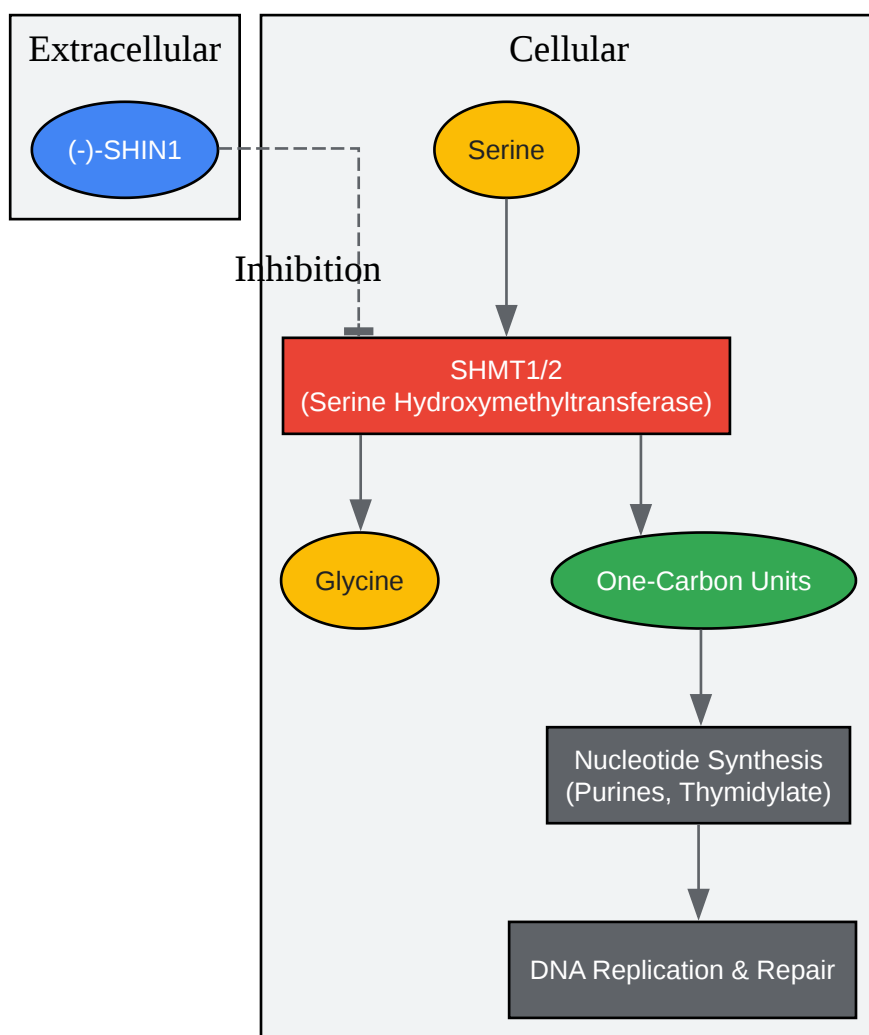 Extracellular
Cellular
(-)-SHIN1
Serine
Inhibition
SHMT1/2
(Serine Hydroxymethyltransferase)
Glycine
One-Carbon Units
Nucleotide Synthesis
(Purines, Thymidylate)
DNA Replication & Repair